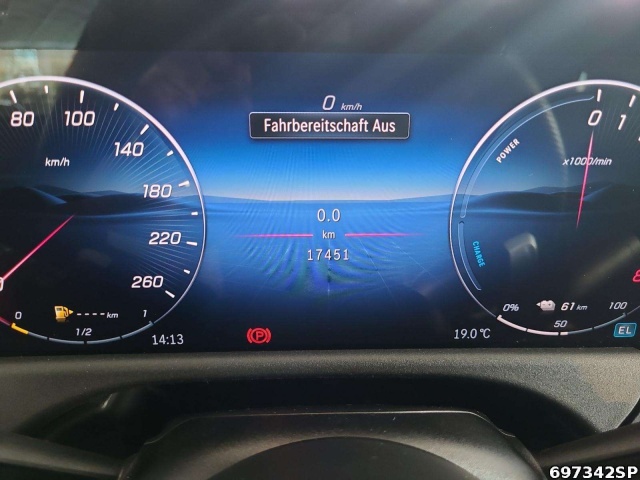 0 km/h
Fahrbereitschaft Aus
80 100 140 180 220 260
km/h
0 1/2 1
---- km
14:13
0.0
km
17451
P
19.0 °C
POWER
CHARGE
0 1
x1000/min
0% 50 100
61 km
EL
697342SP